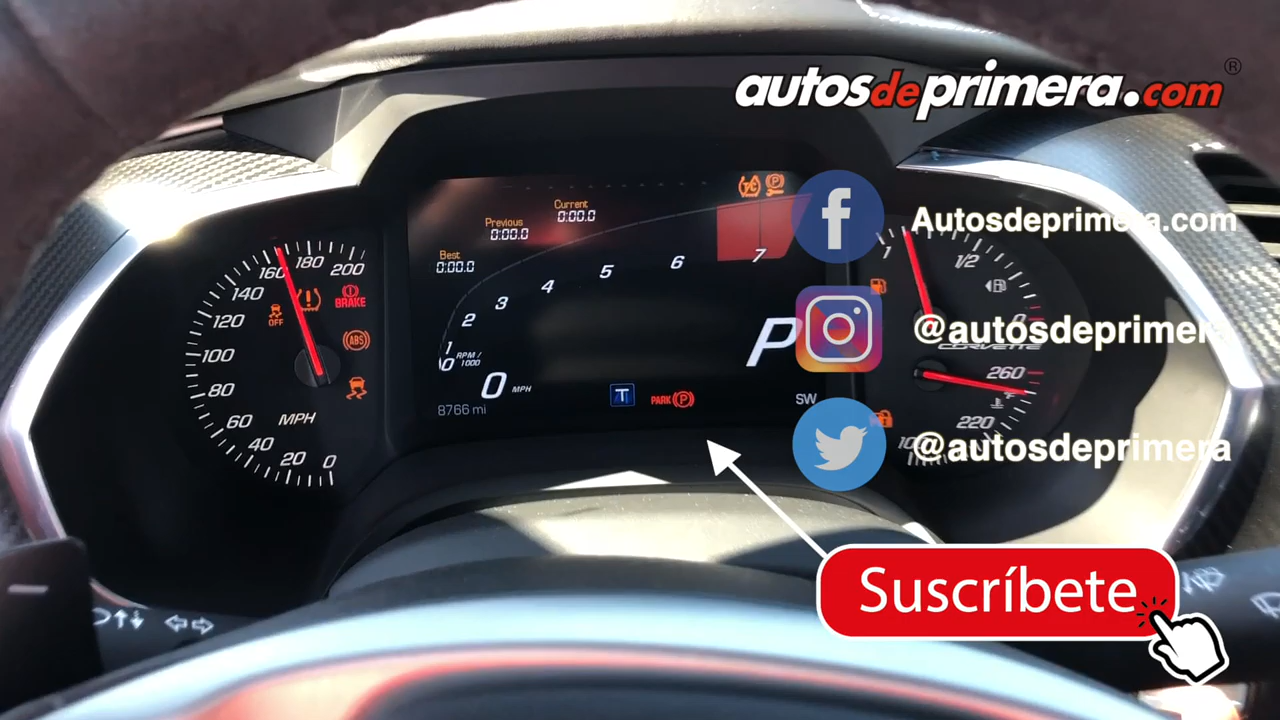 autosdeprimera.com®
Autosdeprimera.com
@autosdeprimera
@autosdeprimera
Suscríbete
Current
0:00.0
Previous
0:00.0
Best
0:00.0
0
1
2
3
4
5
6
7
RPM /
1000
0 MPH
8766 mi
T
PARK P
P
SW
TC
P
200
180
160
140
120
100
80
60
40
20
0
MPH
BRAKE
OFF
ABS
1
1/2
CORVETTE
260
°F
220